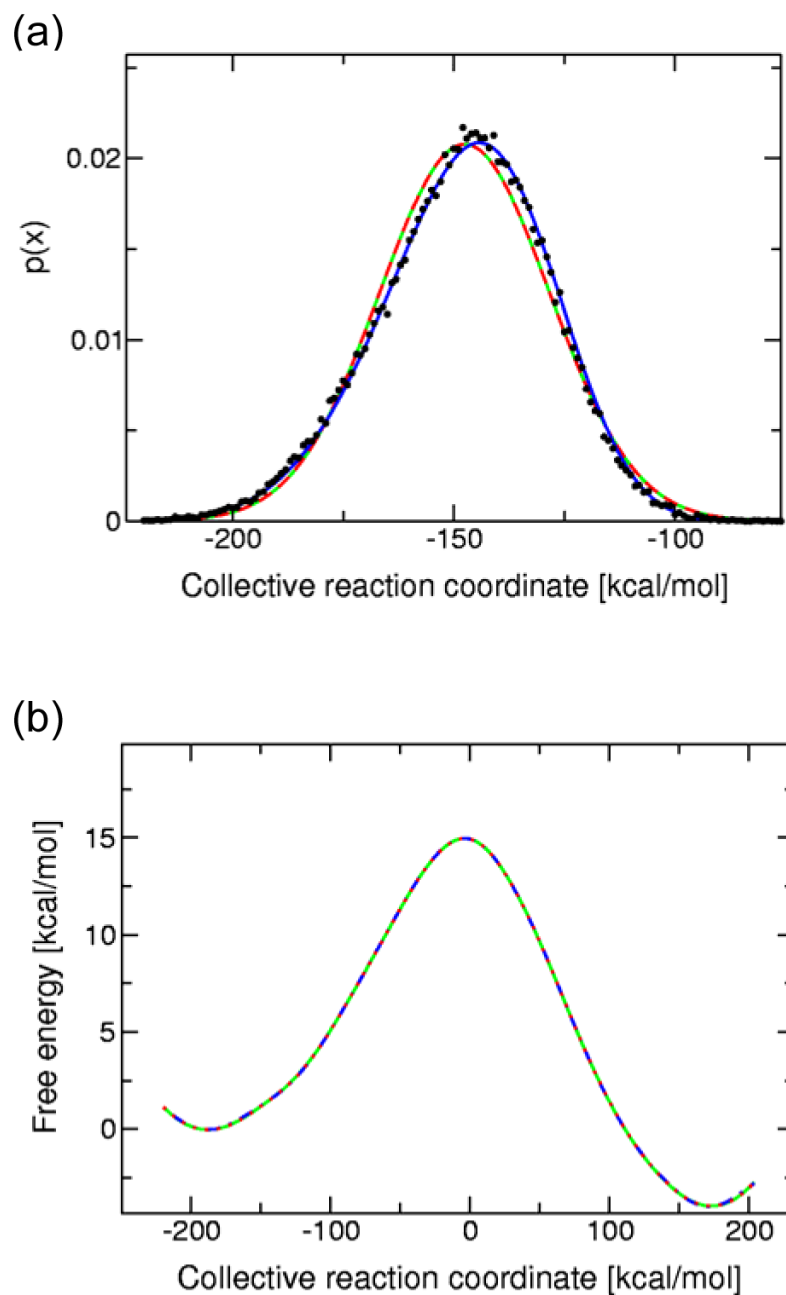 (a)
p(x)
0.02
0.01
0
-200 -150 -100
Collective reaction coordinate [kcal/mol]
(b)
Free energy [kcal/mol]
15
10
5
0
-200 -100 0 100 200
Collective reaction coordinate [kcal/mol]